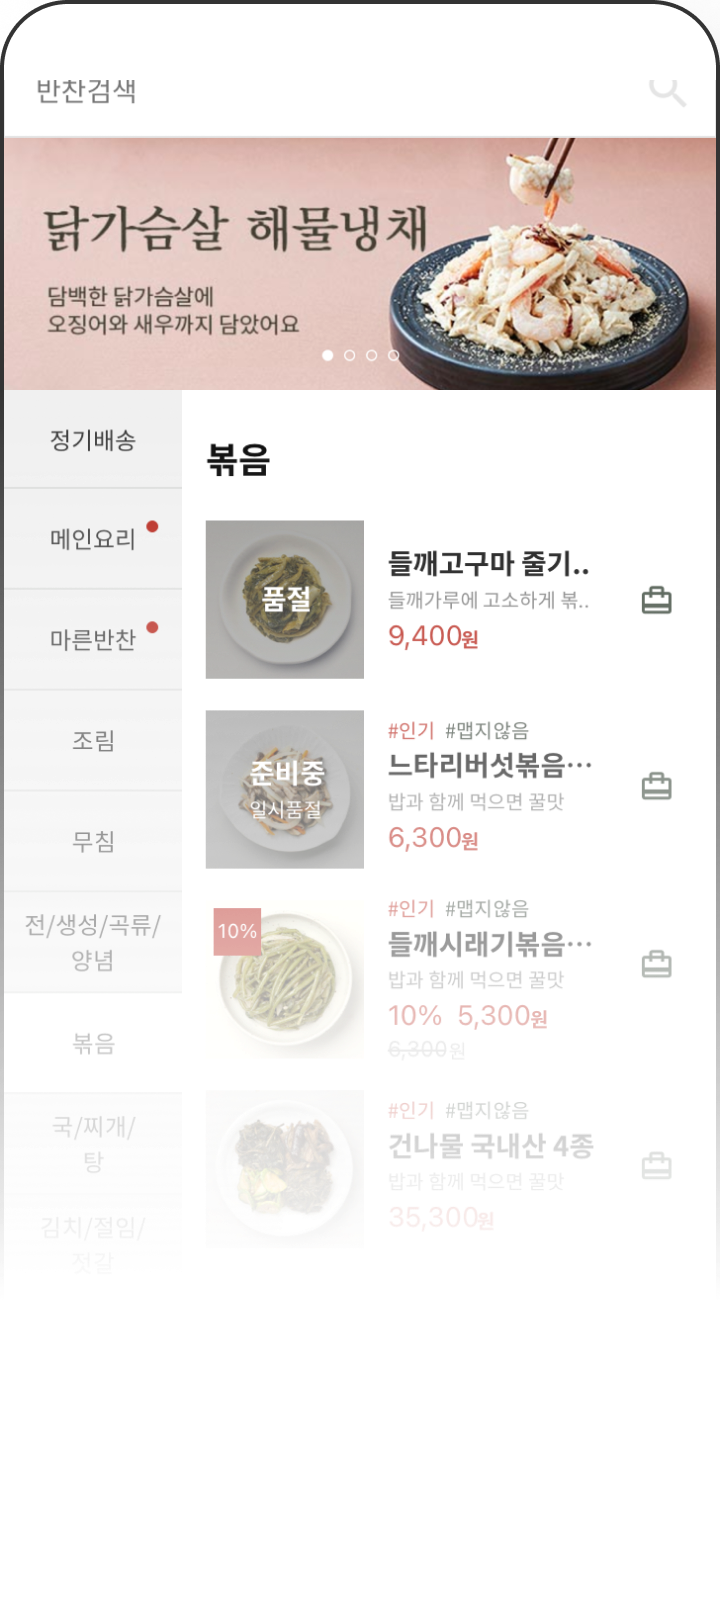 반찬검색
닭가슴살 해물냉채
담백한 닭가슴살에
오징어와 새우까지 담았어요
정기배송
메인요리
마른반찬
조림
무침
전/생성/곡류/
양념
볶음
국/찌개/
탕
김치/절임/
젓갈
볶음
품절
들깨고구마 줄기..
들깨가루에 고소하게 볶..
9,400원
준비중
일시품절
#인기 #맵지않음
느타리버섯볶음…
밥과 함께 먹으면 꿀맛
6,300원
10%
#인기 #맵지않음
들깨시래기볶음…
밥과 함께 먹으면 꿀맛
10% 5,300원
6,300원
#인기 #맵지않음
건나물 국내산 4종
밥과 함께 먹으면 꿀맛
35,300원